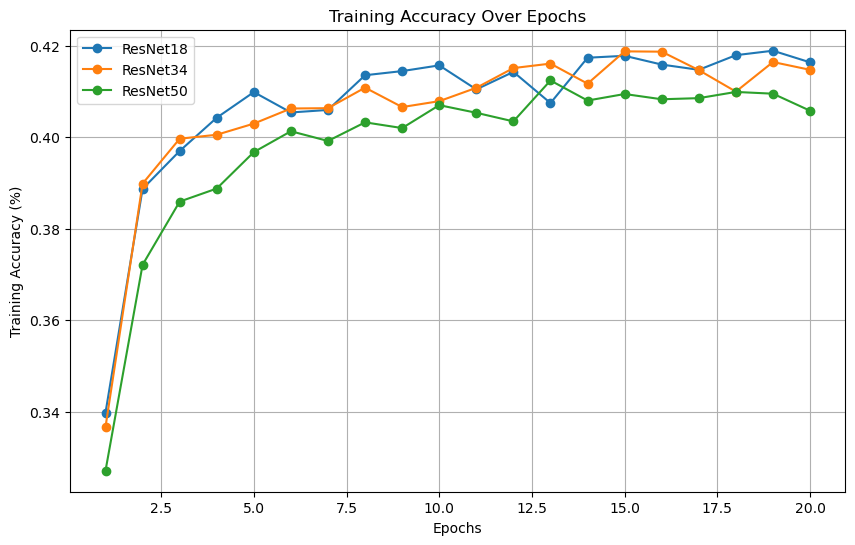 Training Accuracy Over Epochs
ResNet18
ResNet34
ResNet50
Training Accuracy (%)
0.42
0.40
0.38
0.36
0.34
2.5 5.0 7.5 10.0 12.5 15.0 17.5 20.0
Epochs